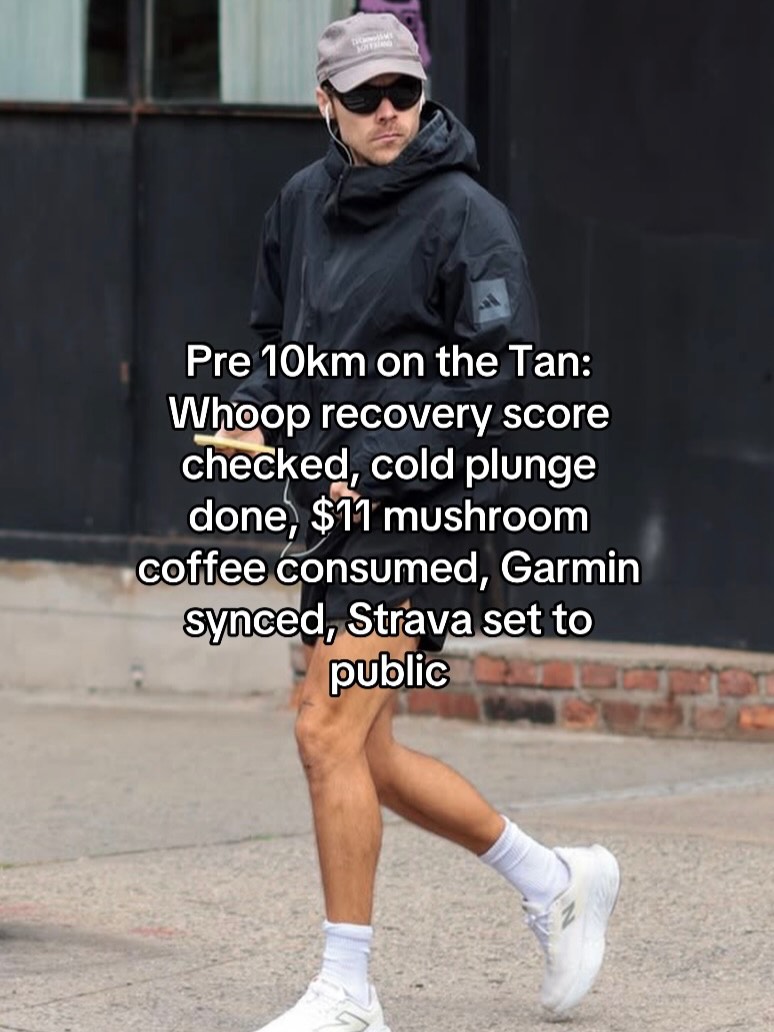 Pre 10km on the Tan:
Whoop recovery score
checked, cold plunge
done, $11 mushroom
coffee consumed, Garmin
synced, Strava set to
public